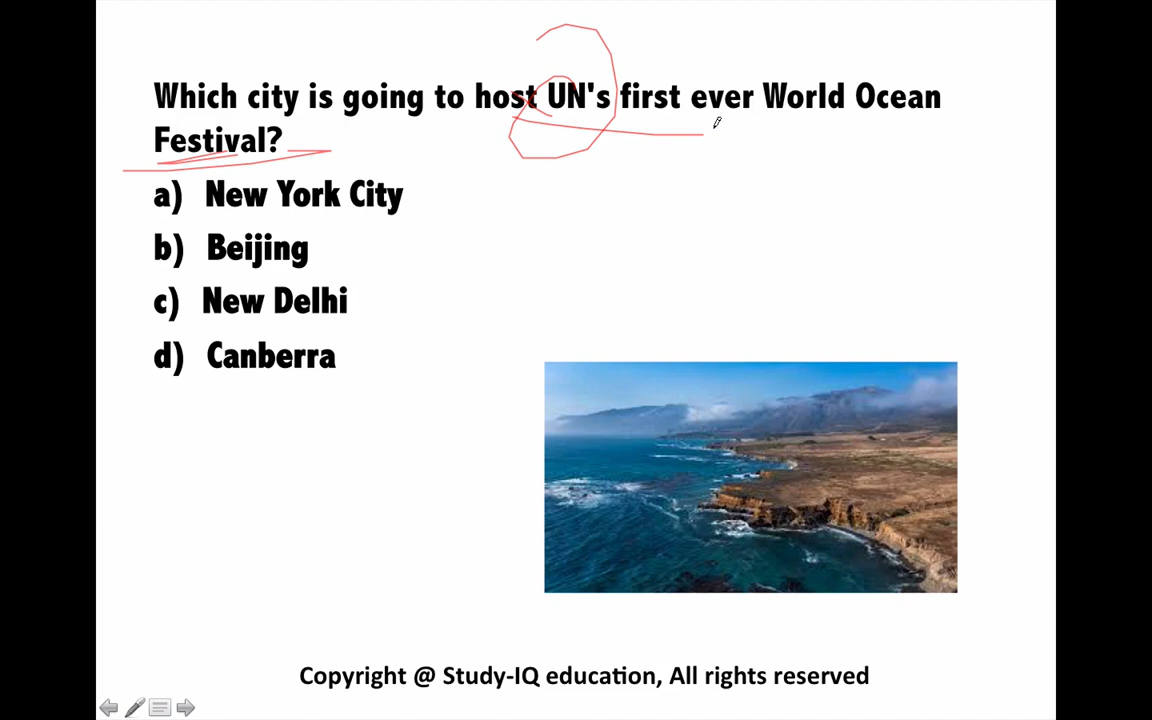 Which city is going to host UN's first ever World Ocean
Festival?
a) New York City
b) Beijing
c) New Delhi
d) Canberra
Copyright @ Study-IQ education, All rights reserved